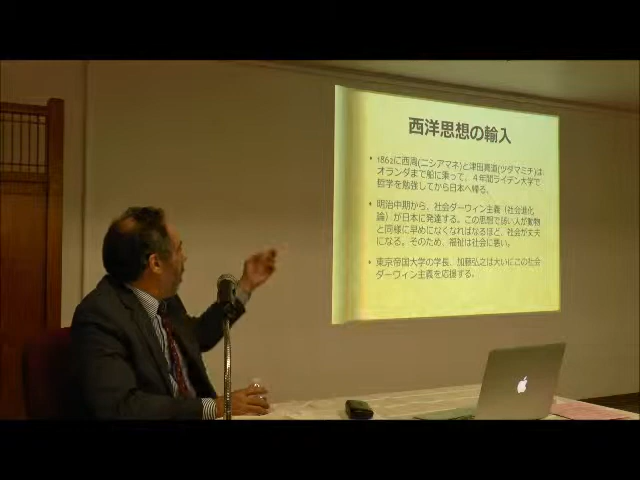 西洋思想の輸入
• 1862に西周(ニシアマネ)と津田真道(ツダマミチ)は
オランダまで船に乗って、４年間ライデン大学で
哲学を勉強してから日本へ帰る。
• 明治中期から、社会ダーウィン主義（社会進化
論）が日本に発達する。この思想で弱い人が動物
と同様に早めになくなればなるほど、社会が丈夫
になる。そのため、福祉は社会に悪い。
• 東京帝国大学の学長、加藤弘之は大いにこの社会
ダーウィン主義を応援する。